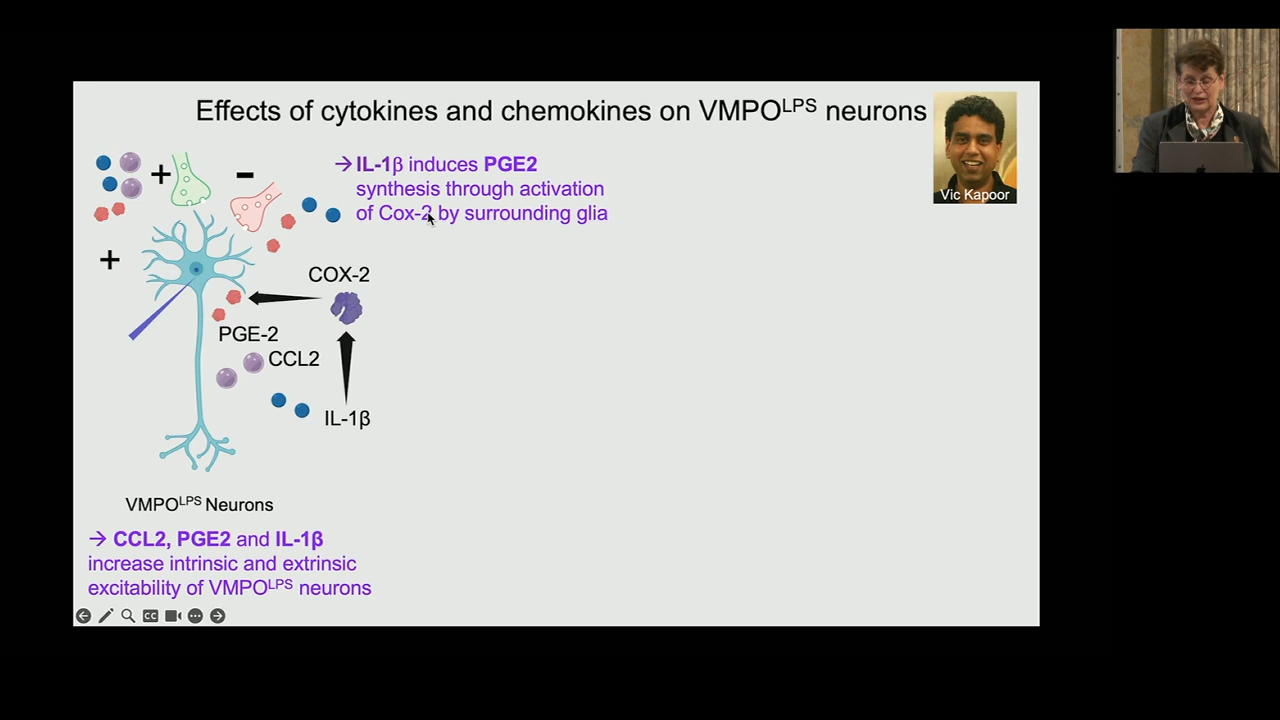 Effects of cytokines and chemokines on VMPOᴸᴾˢ neurons
→ IL-1β induces PGE2
synthesis through activation
of Cox-2 by surrounding glia
Vic Kapoor
+
-
+
COX-2
PGE-2
CCL2
IL-1β
VMPOᴸᴾˢ Neurons
→ CCL2, PGE2 and IL-1β
increase intrinsic and extrinsic
excitability of VMPOᴸᴾˢ neurons
CC